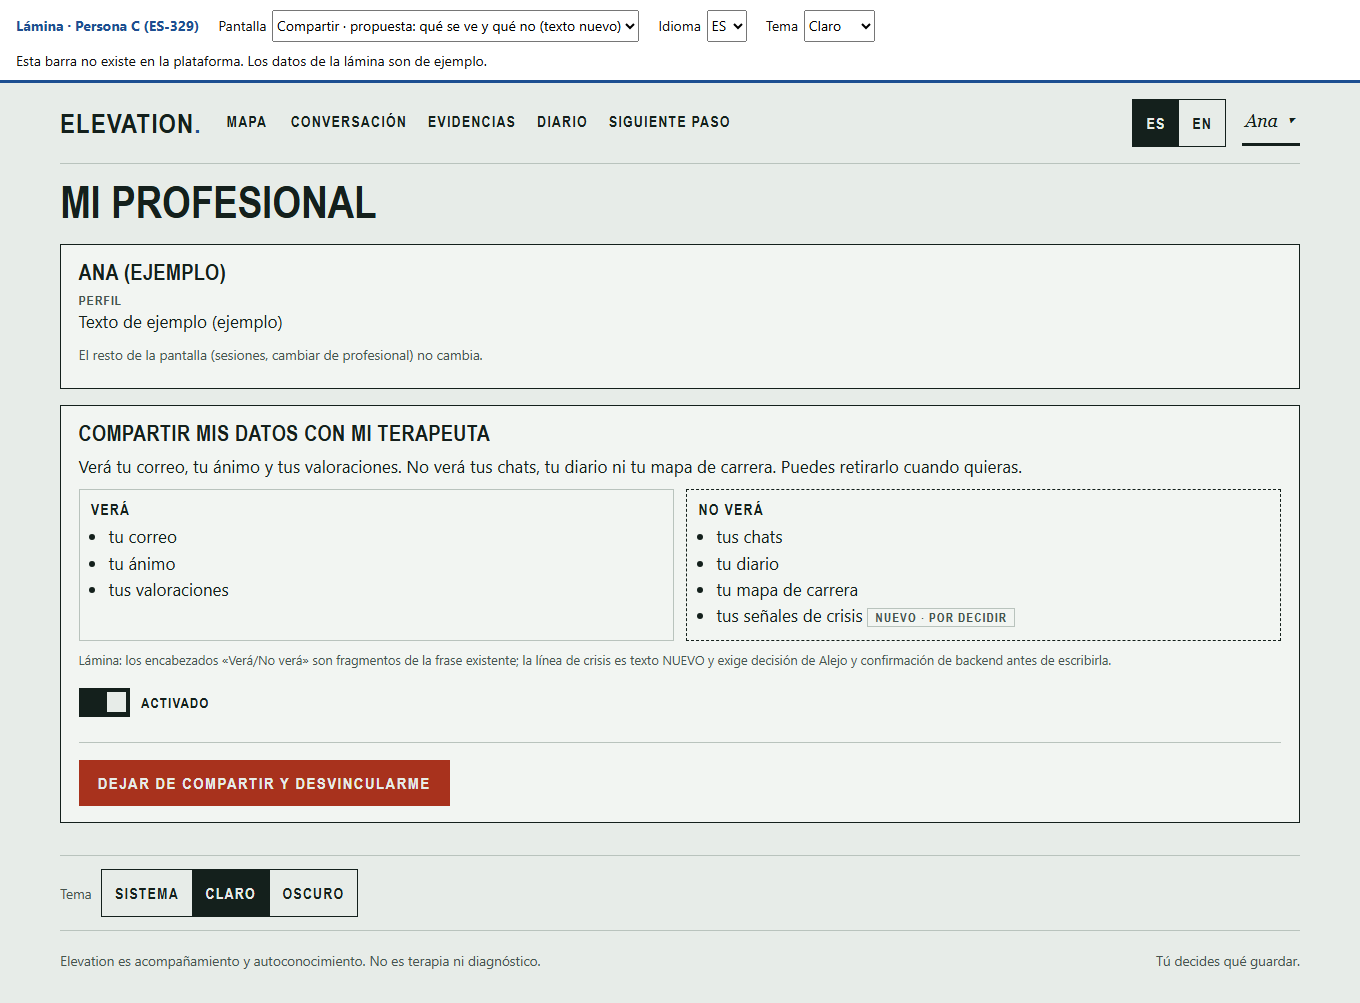 Lámina · Persona C (ES-329) Pantalla Compartir · propuesta: qué se ve y qué no (texto nuevo) Idioma ES Tema Claro
Esta barra no existe en la plataforma. Los datos de la lámina son de ejemplo.
ELEVATION. MAPA CONVERSACIÓN EVIDENCIAS DIARIO SIGUIENTE PASO ES EN Ana
MI PROFESIONAL
ANA (EJEMPLO)
PERFIL
Texto de ejemplo (ejemplo)
El resto de la pantalla (sesiones, cambiar de profesional) no cambia.
COMPARTIR MIS DATOS CON MI TERAPEUTA
Verá tu correo, tu ánimo y tus valoraciones. No verá tus chats, tu diario ni tu mapa de carrera. Puedes retirarlo cuando quieras.
VERÁ
tu correo
tu ánimo
tus valoraciones
NO VERÁ
tus chats
tu diario
tu mapa de carrera
tus señales de crisis NUEVO · POR DECIDIR
Lámina: los encabezados «Verá/No verá» son fragmentos de la frase existente; la línea de crisis es texto NUEVO y exige decisión de Alejo y confirmación de backend antes de escribirla.
ACTIVADO
DEJAR DE COMPARTIR Y DESVINCULARME
Tema SISTEMA CLARO OSCURO
Elevation es acompañamiento y autoconocimiento. No es terapia ni diagnóstico. Tú decides qué guardar.